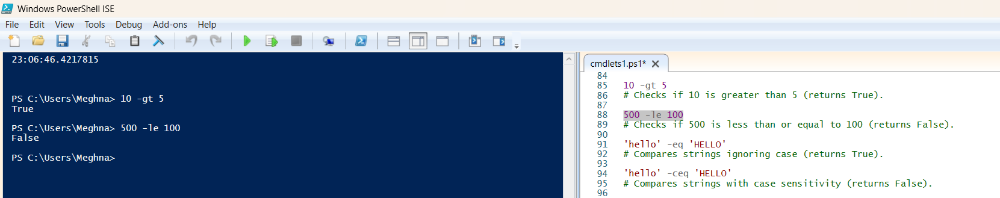 Windows PowerShell ISE
File Edit View Tools Debug Add-ons Help
23:06:46.4217815
PS C:\Users\Meghna> 10 -gt 5
True
PS C:\Users\Meghna> 500 -le 100
False
PS C:\Users\Meghna>
cmdlets1.ps1*
84
85 10 -gt 5
86 # Checks if 10 is greater than 5 (returns True).
87
88 500 -le 100
89 # Checks if 500 is less than or equal to 100 (returns False).
90
91 'hello' -eq 'HELLO'
92 # Compares strings ignoring case (returns True).
93
94 'hello' -ceq 'HELLO'
95 # Compares strings with case sensitivity (returns False).
96